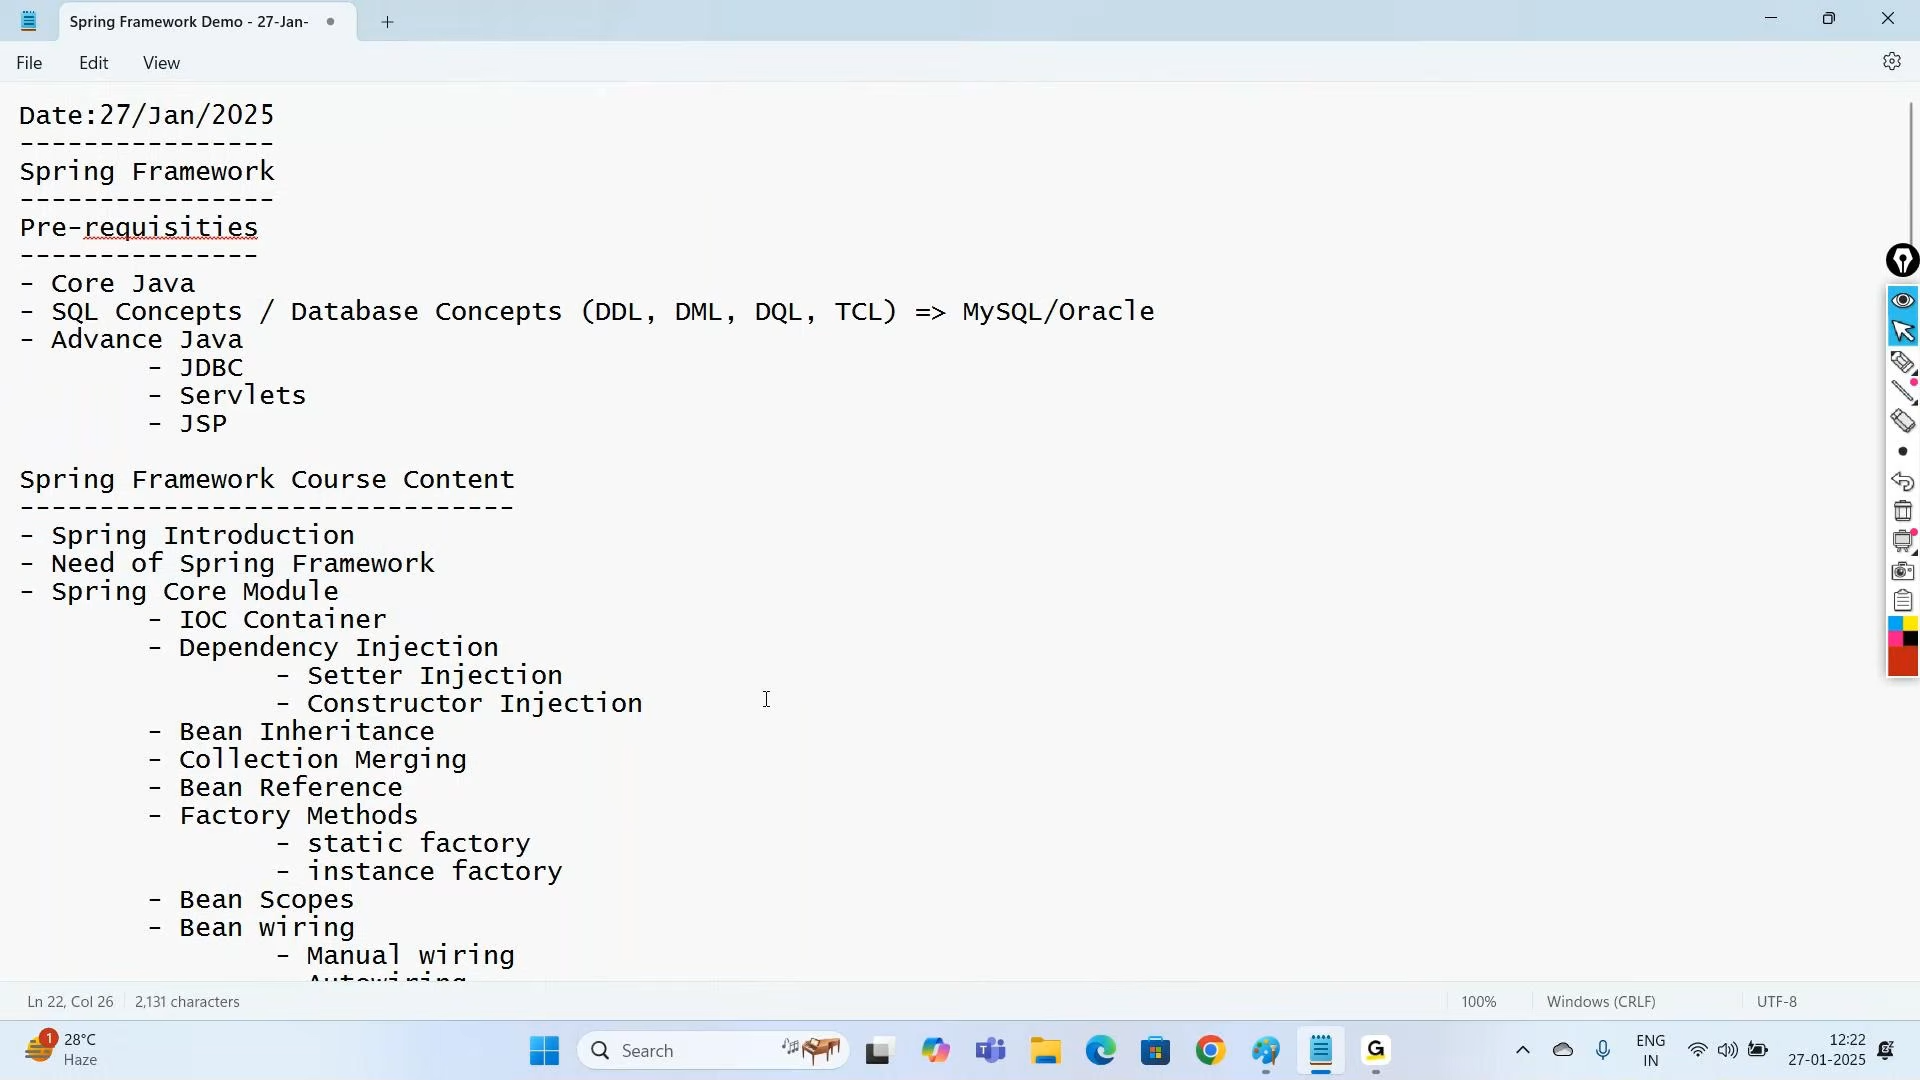 Spring Framework Demo - 27-Jan-
File Edit View
Date:27/Jan/2025
----------------
Spring Framework
----------------
Pre-requisities
---------------
- Core Java
- SQL Concepts / Database Concepts (DDL, DML, DQL, TCL) => MySQL/Oracle
- Advance Java
- JDBC
- Servlets
- JSP
Spring Framework Course Content
-------------------------------
- Spring Introduction
- Need of Spring Framework
- Spring Core Module
- IOC Container
- Dependency Injection
- Setter Injection
- Constructor Injection
- Bean Inheritance
- Collection Merging
- Bean Reference
- Factory Methods
- static factory
- instance factory
- Bean Scopes
- Bean wiring
- Manual wiring
- Autowiring
Ln 22, Col 26 2,131 characters 100% Windows (CRLF) UTF-8
1 28°C
Haze
Search
ENG
IN
12:22
27-01-2025